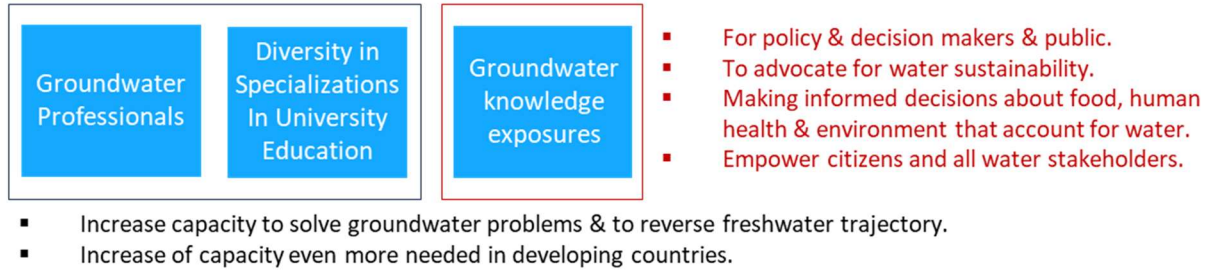 Groundwater
Professionals
Diversity in
Specializations
In University
Education
Groundwater
knowledge
exposures
▪ For policy & decision makers & public.
▪ To advocate for water sustainability.
▪ Making informed decisions about food, human
health & environment that account for water.
▪ Empower citizens and all water stakeholders.
▪ Increase capacity to solve groundwater problems & to reverse freshwater trajectory.
▪ Increase of capacity even more needed in developing countries.